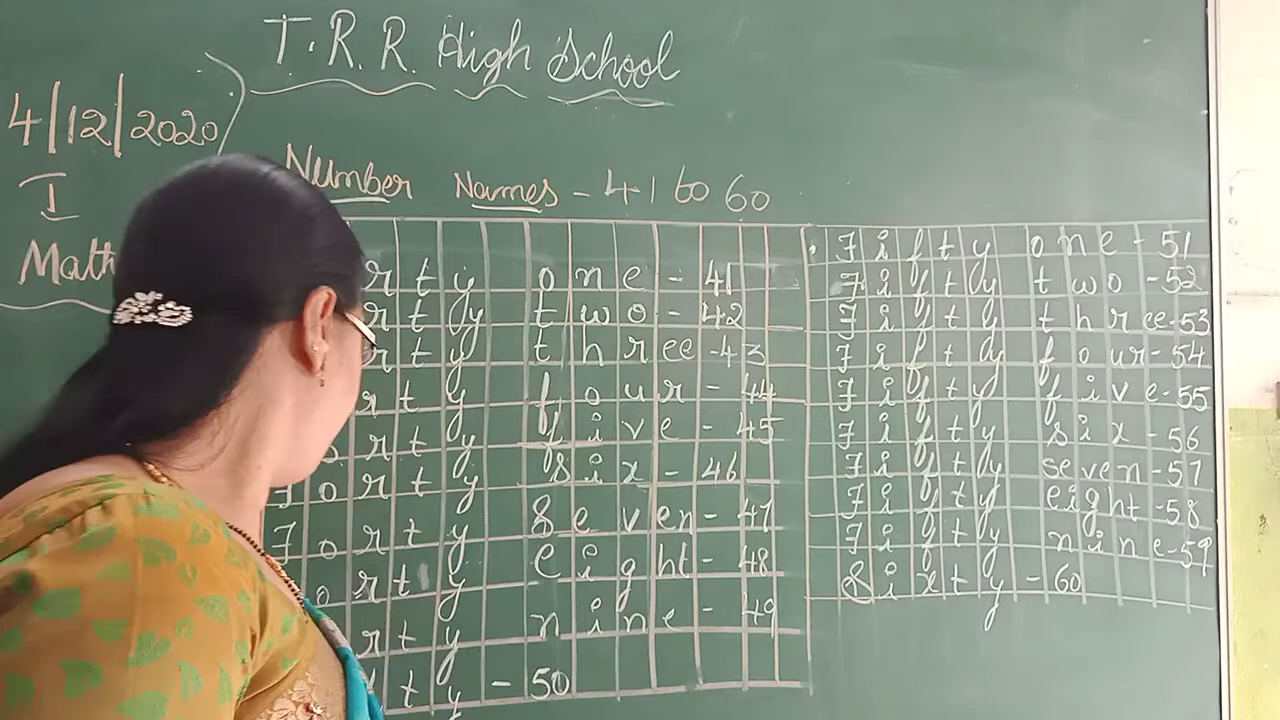 T.R.R. High School
4/12/2020
I
Number Names - 41 to 60
Math
rty one - 41
rty two - 42
rty three - 43
rty four - 44
orty five - 45
Forty six - 46
Forty Seven - 47
orty eight - 48
rty nine - 49
ty - 50
Fifty one - 51
Fifty two - 52
Fifty three - 53
Fifty four - 54
Fifty five - 55
Fifty six - 56
Fifty seven - 57
Fifty eight - 58
Fifty nine - 59
Sixty - 60